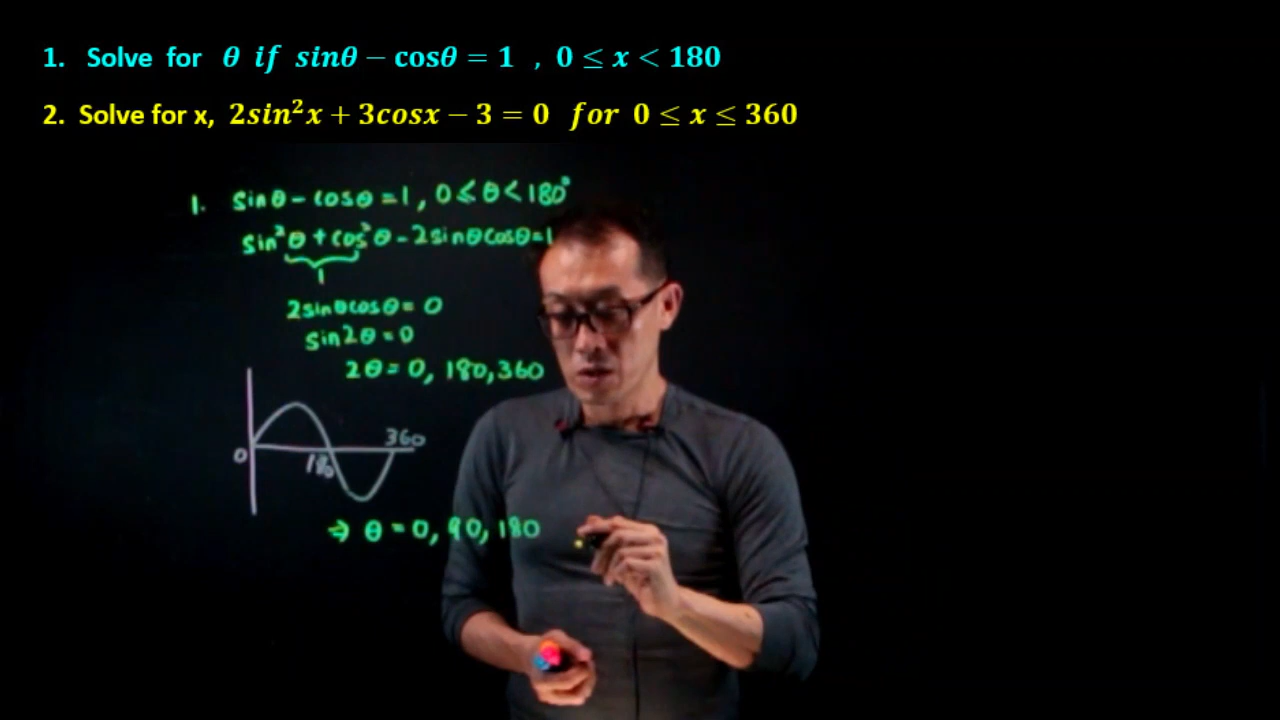 1. Solve for θ if sinθ − cosθ = 1 , 0 ≤ x < 180
2. Solve for x, 2sin²x + 3cosx − 3 = 0 for 0 ≤ x ≤ 360
1. sinθ - cosθ = 1, 0 ≤ θ < 180°
sin²θ + cos²θ - 2sinθcosθ = 1
1
2sinθcosθ = 0
sin2θ = 0
2θ = 0, 180, 360
360
0
180
⇒ θ = 0, 90, 180